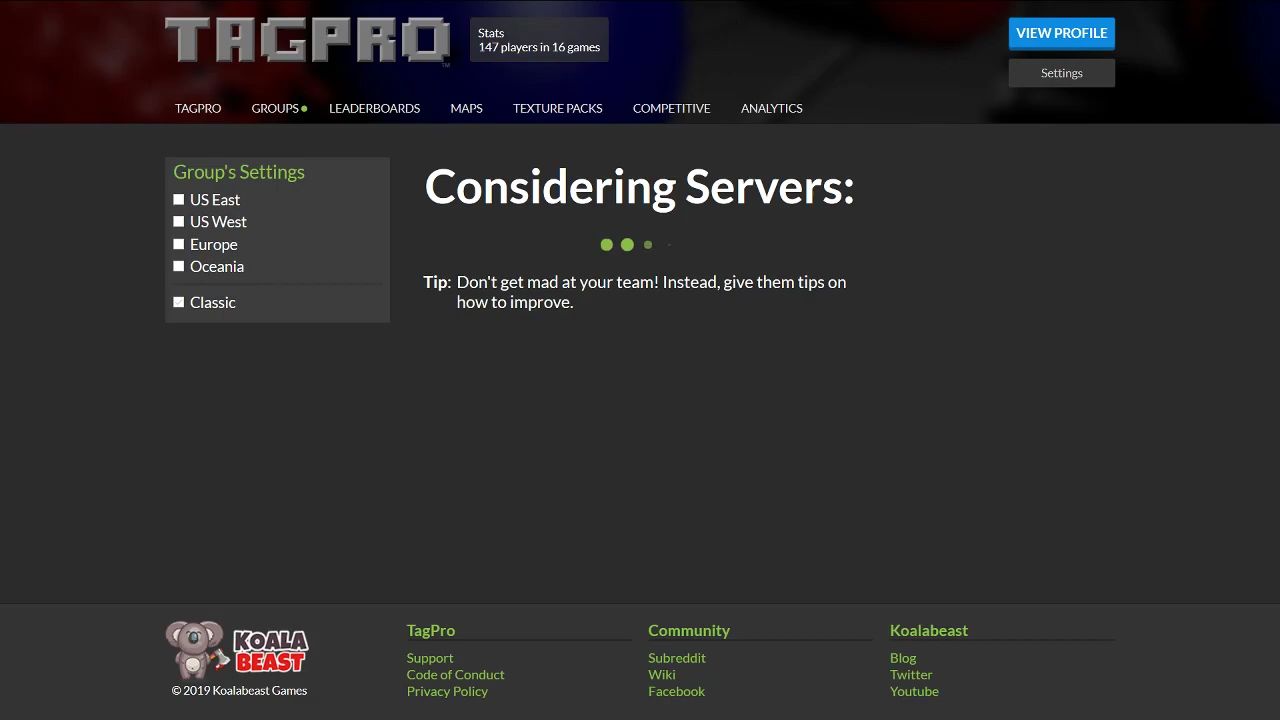 TAGPRO
TM
Stats
147 players in 16 games
VIEW PROFILE
Settings
TAGPRO GROUPS LEADERBOARDS MAPS TEXTURE PACKS COMPETITIVE ANALYTICS
Group's Settings
US East
US West
Europe
Oceania
Classic
Considering Servers:
Tip: Don't get mad at your team! Instead, give them tips on
how to improve.
KOALA
BEAST
© 2019 Koalabeast Games
TagPro
Support
Code of Conduct
Privacy Policy
Community
Subreddit
Wiki
Facebook
Koalabeast
Blog
Twitter
Youtube